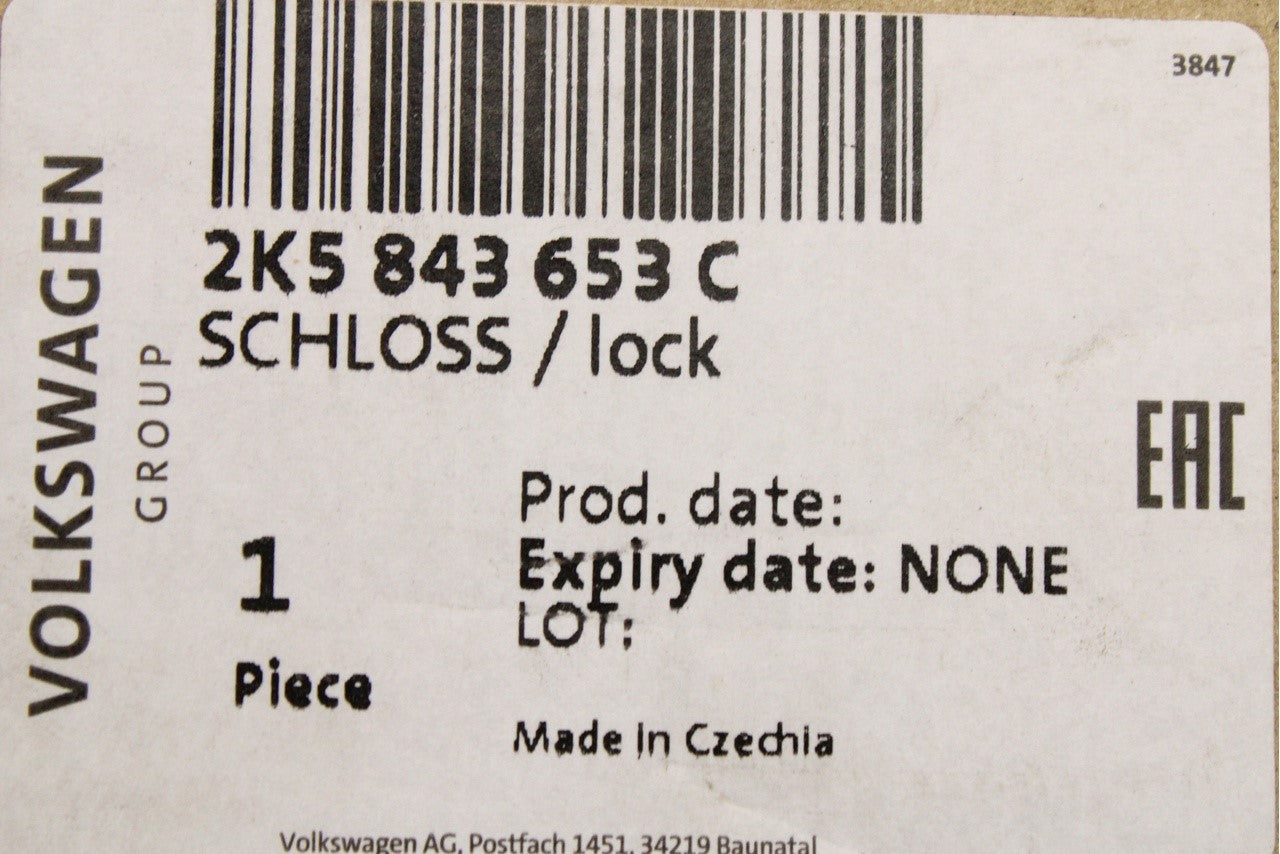 3847
VOLKSWAGEN
GROUP
2K5 843 653 C
SCHLOSS / lock
EAC
Prod. date:
Expiry date: NONE
LOT:
1
Piece
Made in Czechia
Volkswagen AG, Postfach 1451, 34219 Baunatal